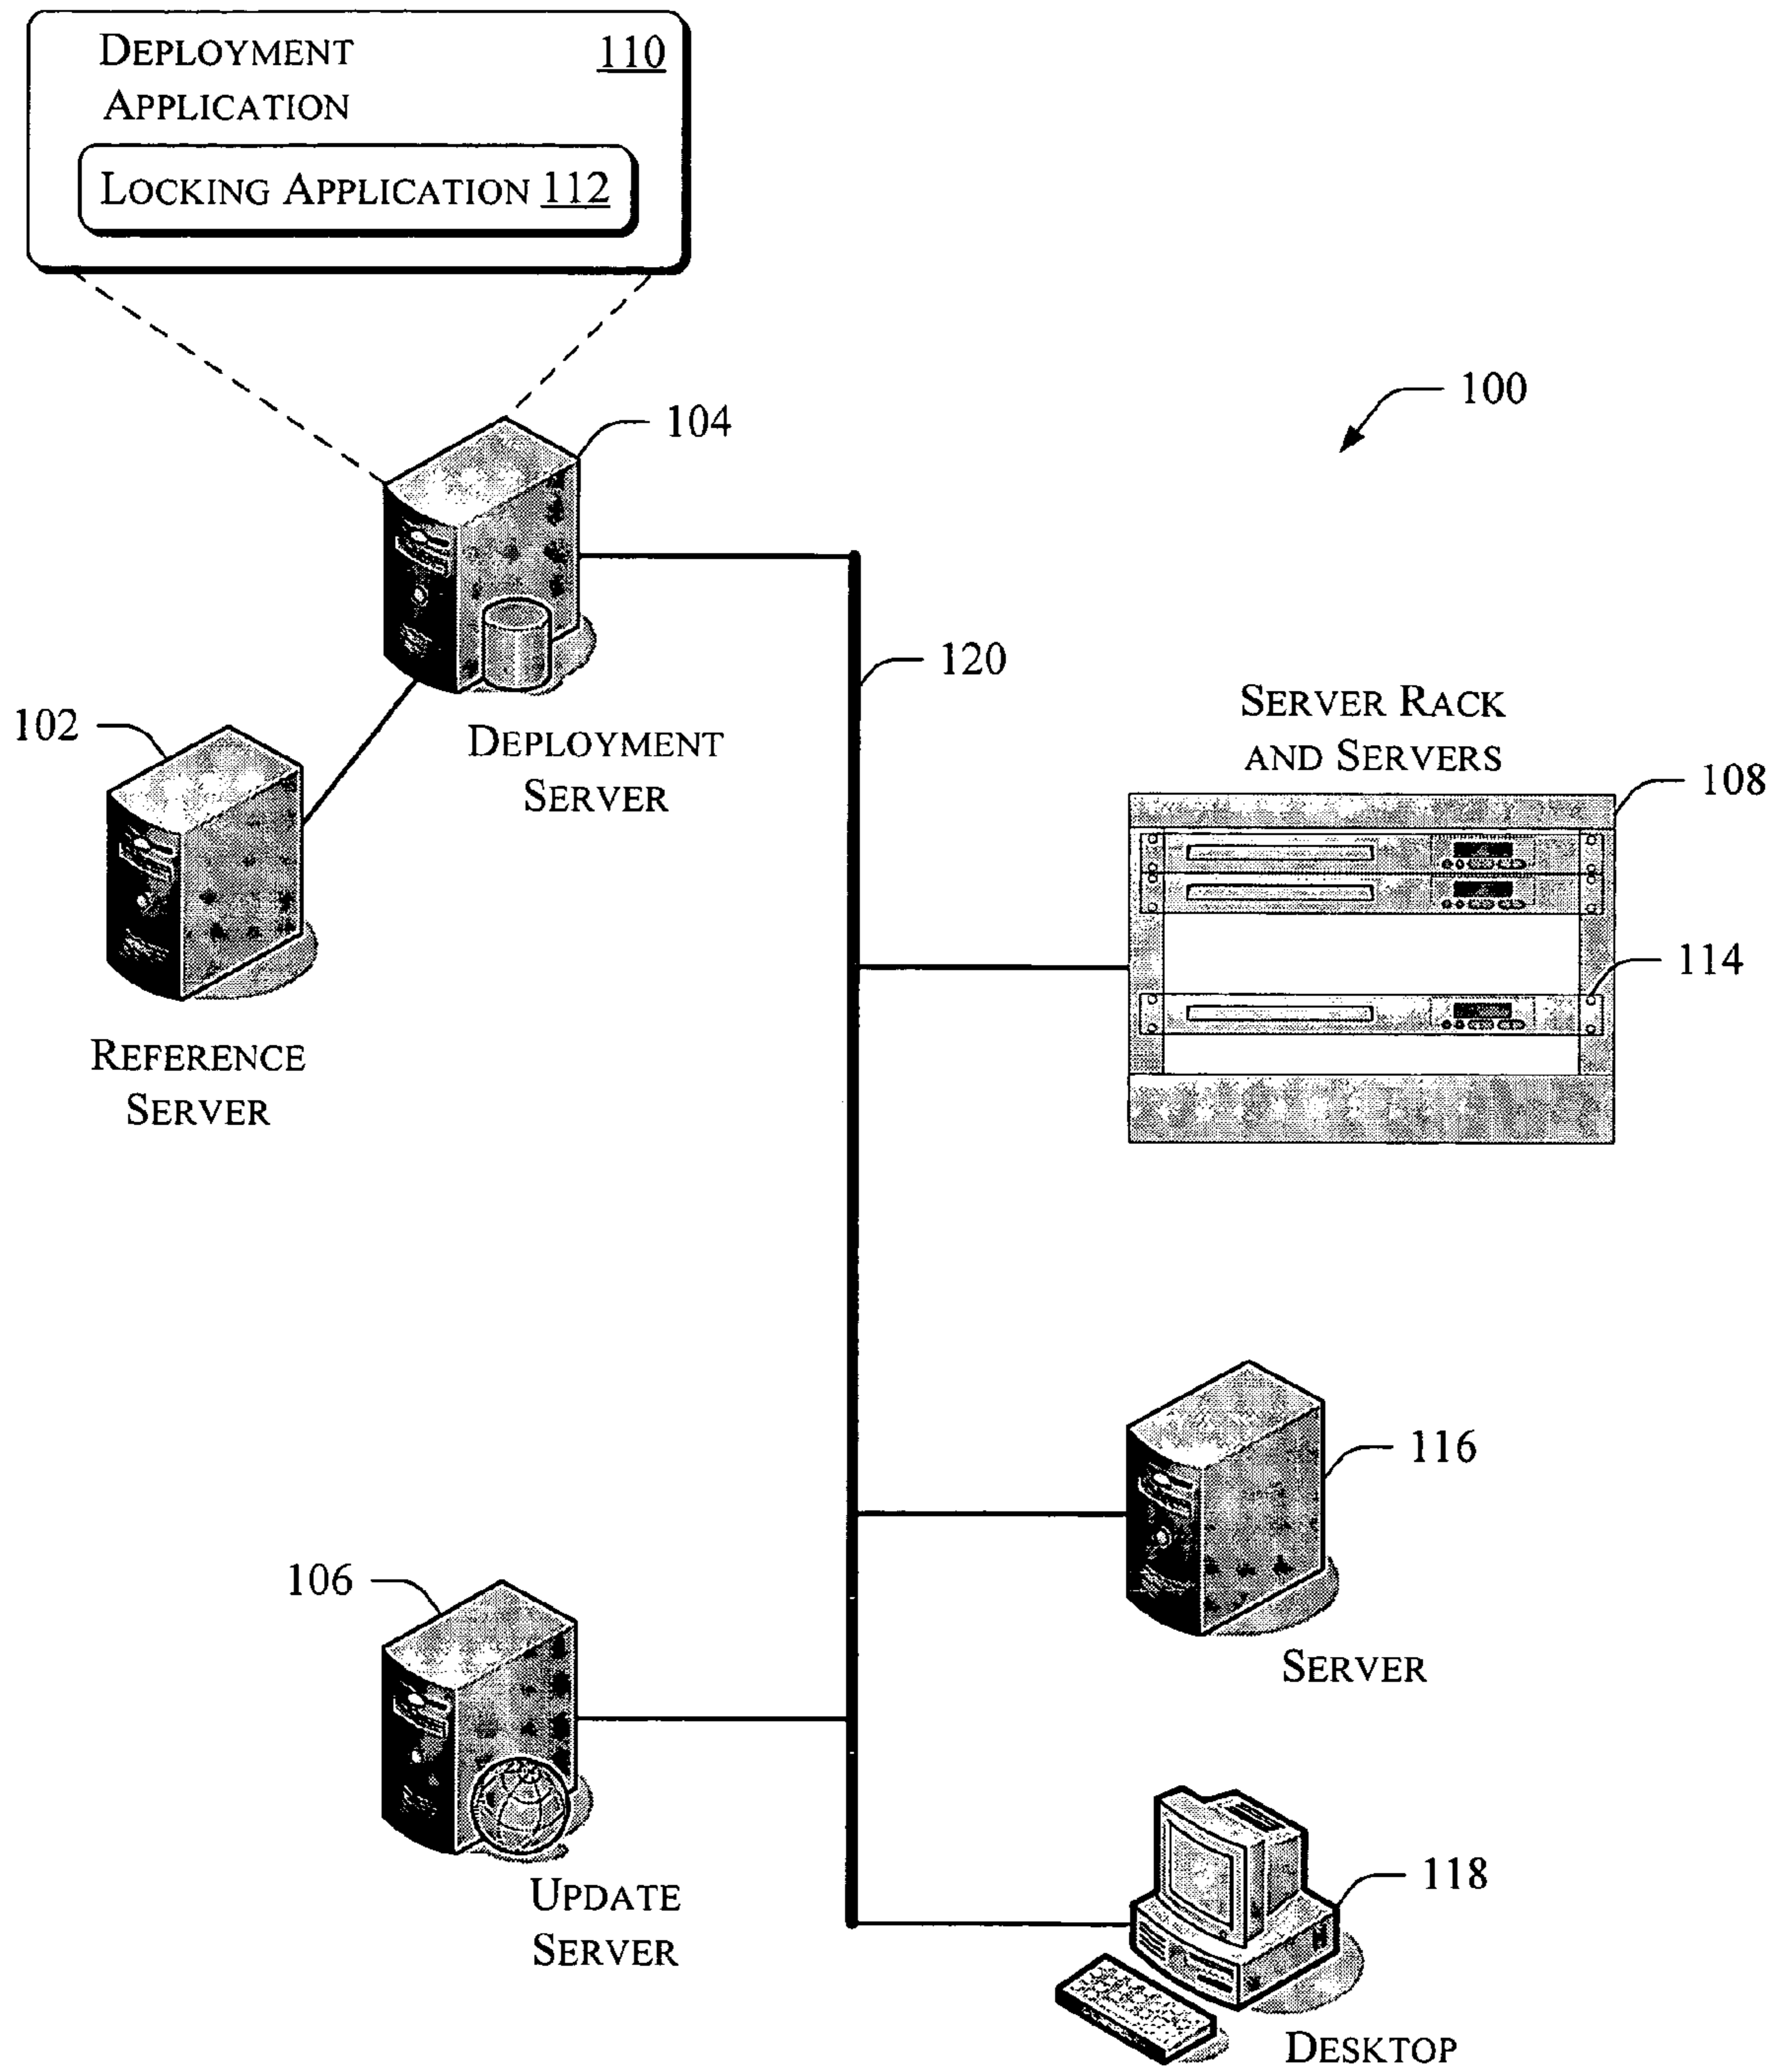 DEPLOYMENT 110
APPLICATION
LOCKING APPLICATION 112
100
104
120
DEPLOYMENT
SERVER
102
REFERENCE
SERVER
SERVER RACK
AND SERVERS
108
114
116
SERVER
106
UPDATE
SERVER
118
DESKTOP